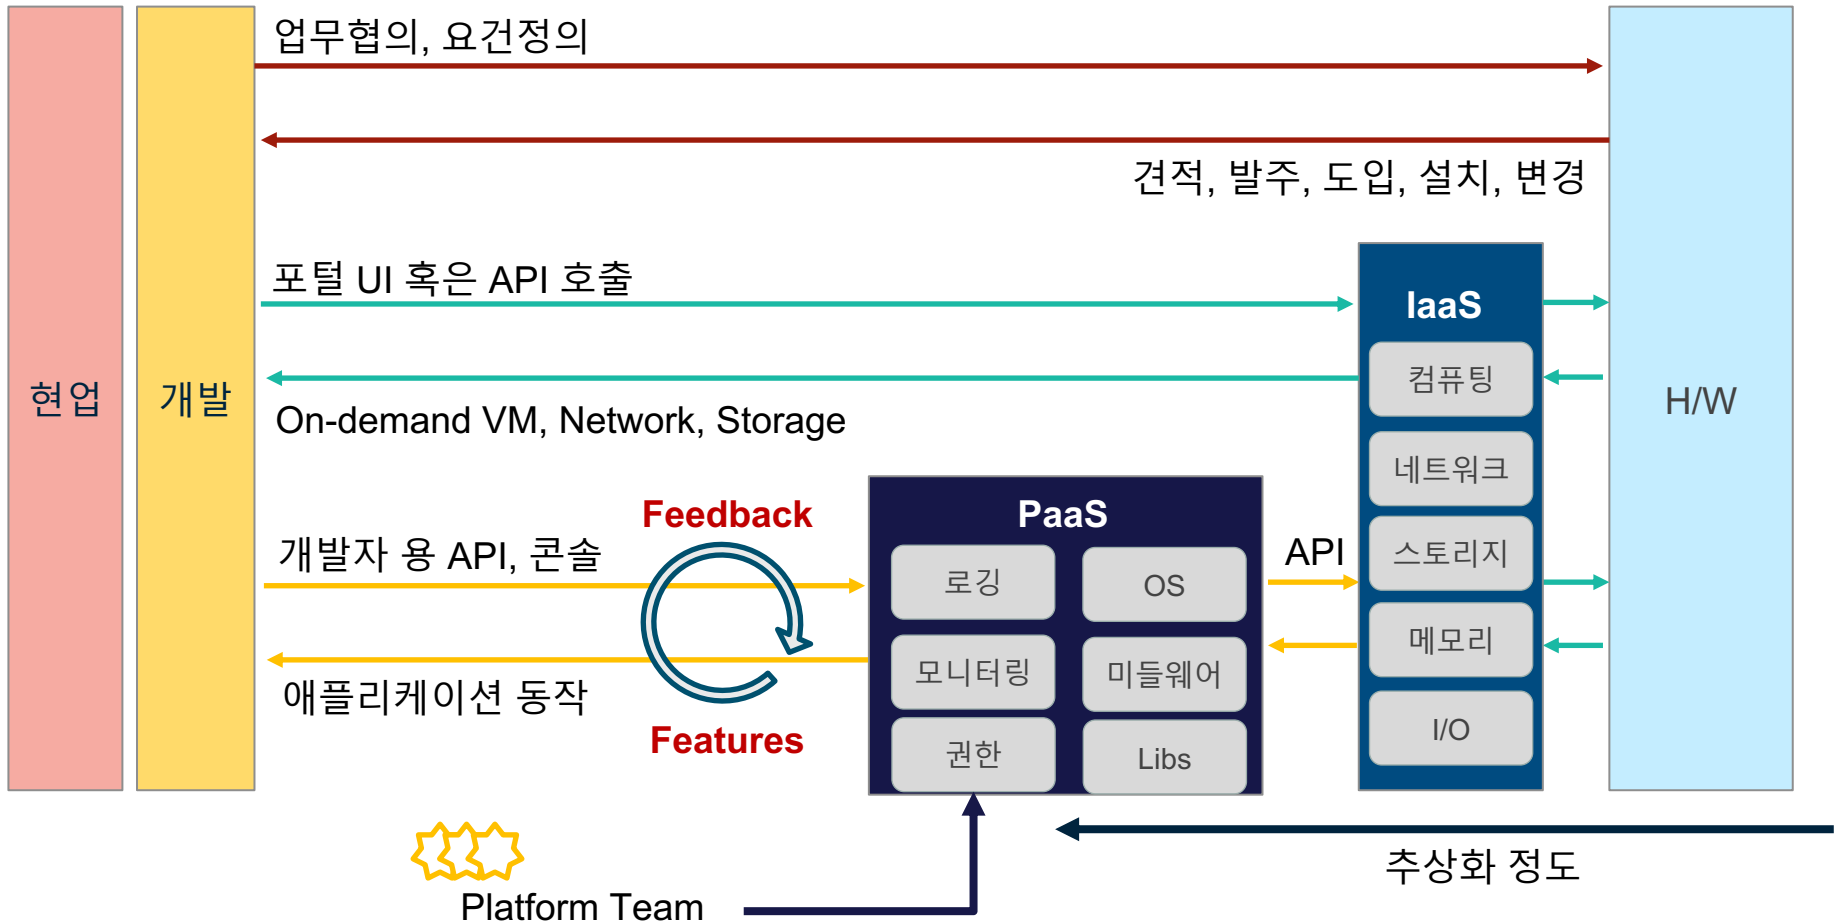 업무협의, 요건정의
견적, 발주, 도입, 설치, 변경
포털 UI 혹은 API 호출
IaaS
컴퓨팅
현업
개발
H/W
On-demand VM, Network, Storage
네트워크
Feedback
PaaS
개발자 용 API, 콘솔
API
스토리지
로깅
OS
메모리
모니터링
미들웨어
애플리케이션 동작
Features
권한
Libs
I/O
추상화 정도
Platform Team